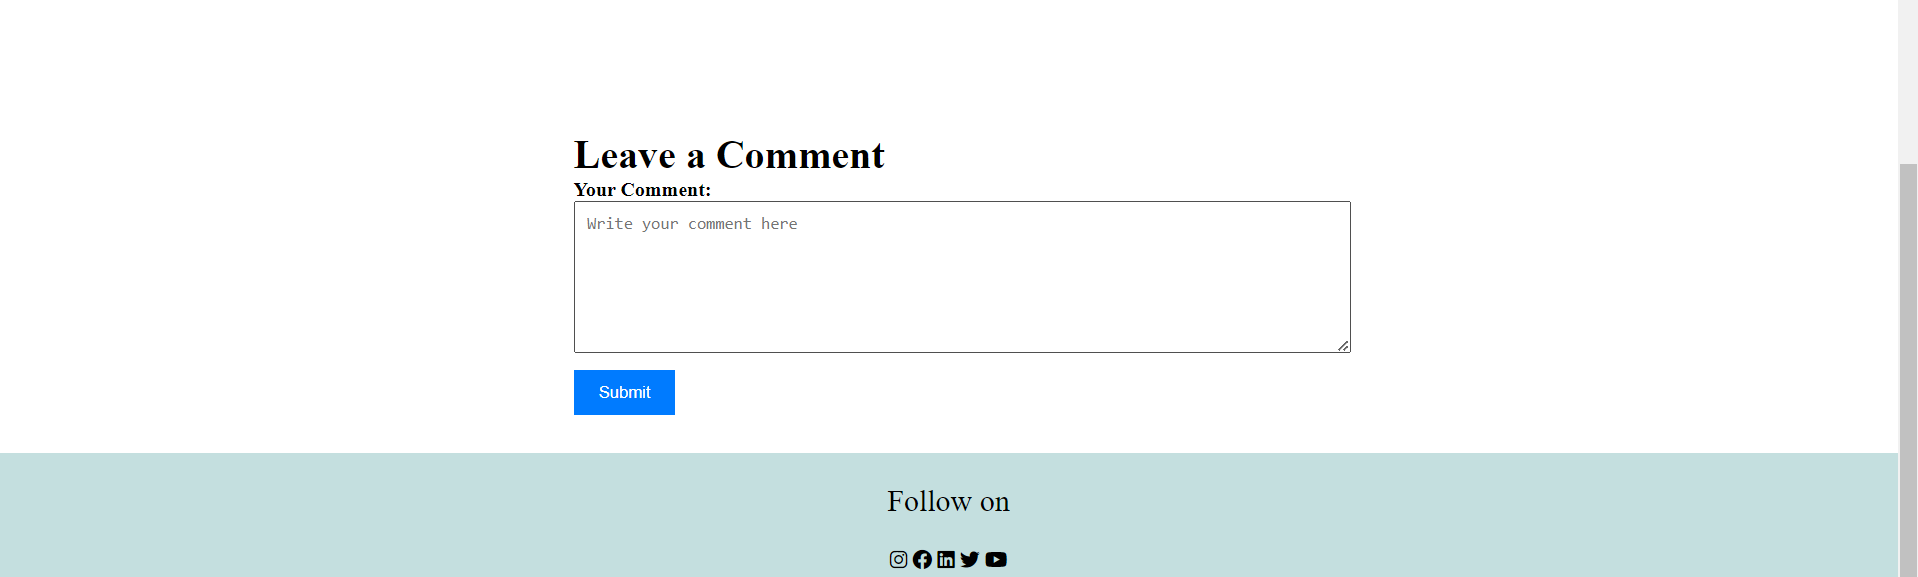 Leave a Comment
Your Comment:
Write your comment here
Submit
Follow on